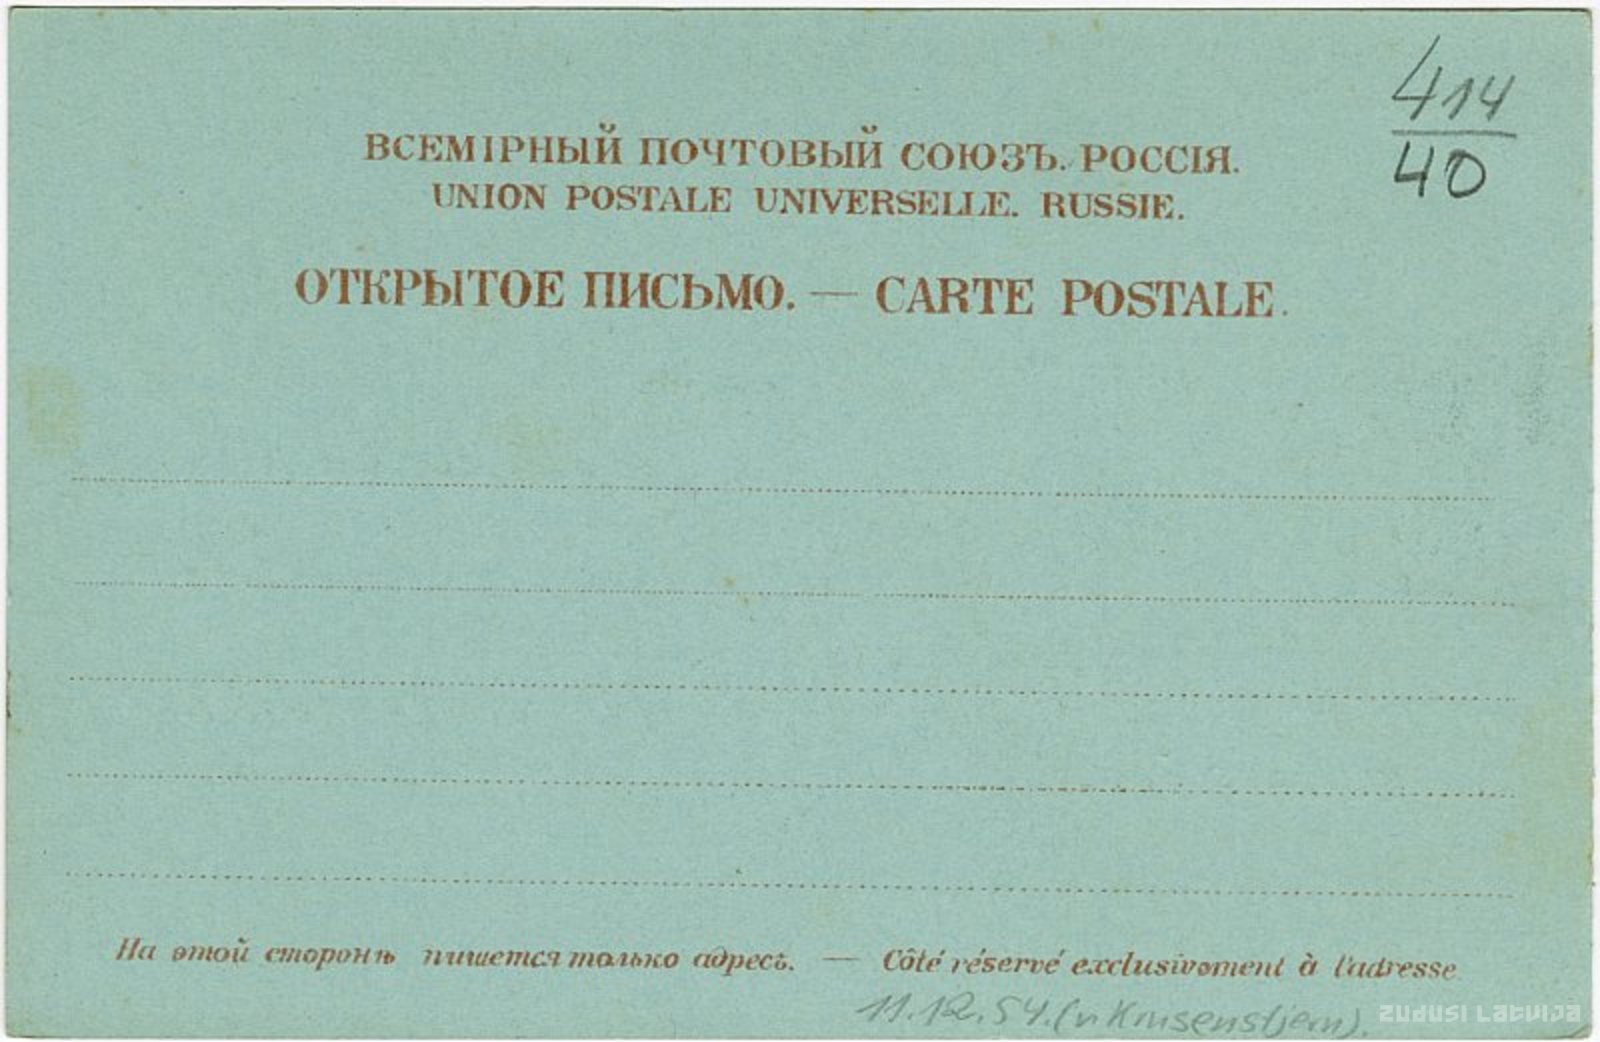 414
40
ВСЕМІРНЫЙ ПОЧТОВЫЙ СОЮЗЪ. РОССІЯ.
UNION POSTALE UNIVERSELLE. RUSSIE.
ОТКРЫТОЕ ПИСЬМО. — CARTE POSTALE.
На этой сторонѣ пишется только адресъ. — Côté réservé exclusivement à l'adresse
11.12.54.
ZUDUSI LATVIJA